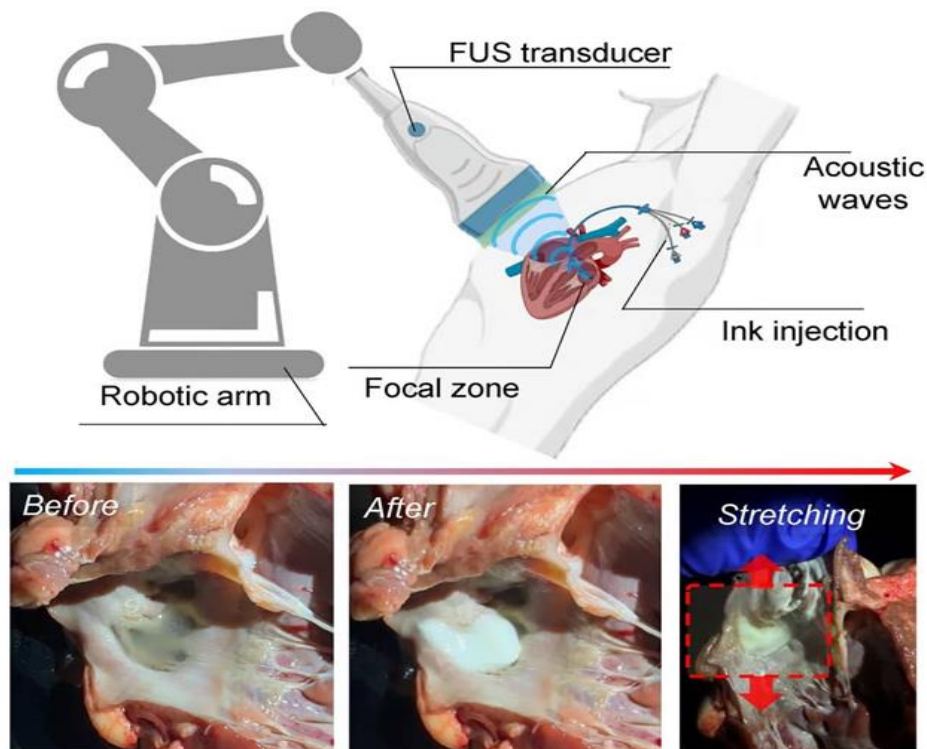 FUS transducer
Acoustic
waves
Ink injection
Focal zone
Robotic arm
Before
After
Stretching